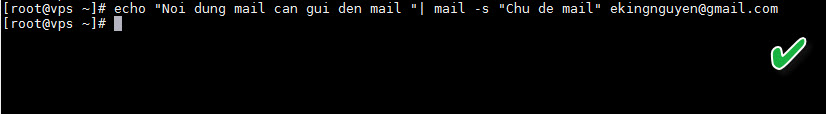 [root@vps ~]# echo "Noi dung mail can gui den mail "| mail -s "Chu de mail" ekingnguyen@gmail.com
[root@vps ~]#